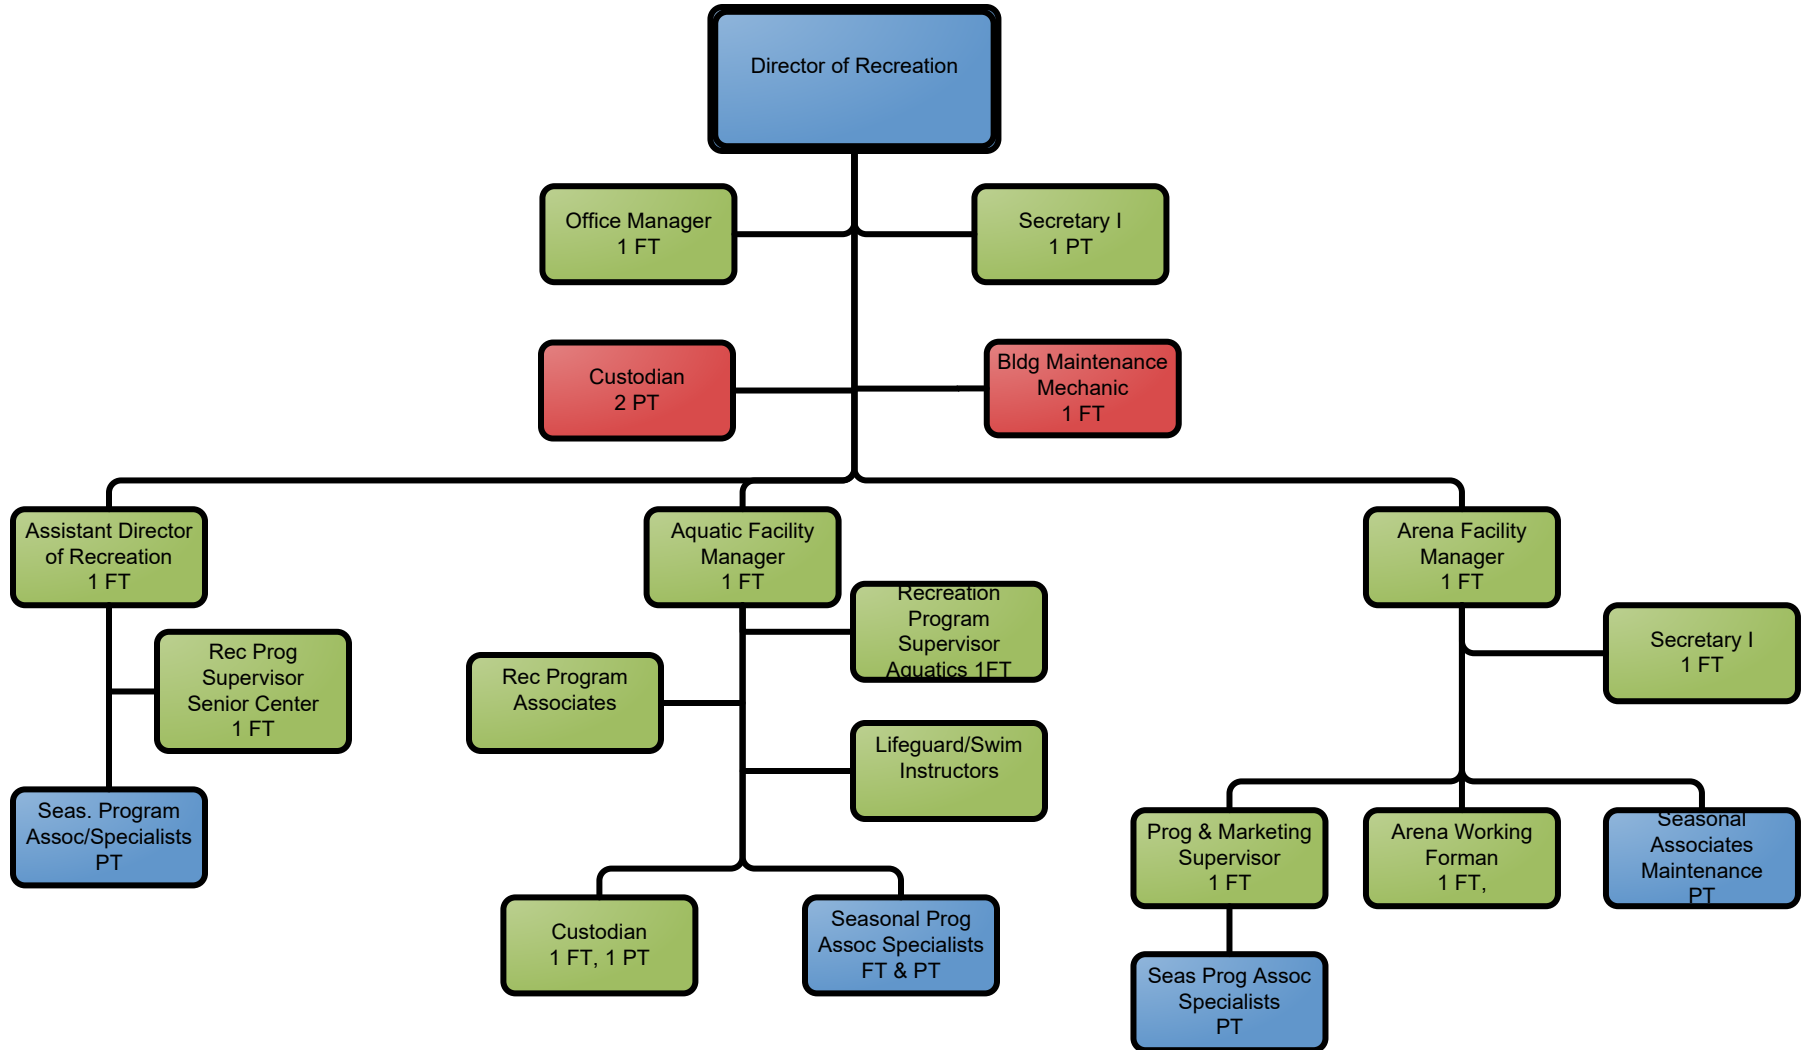 Director of Recreation
Office Manager
1 FT
Secretary I
1 PT
Custodian
2 PT
Bldg Maintenance
Mechanic
1 FT
Assistant Director
of Recreation
1 FT
Aquatic Facility
Manager
1 FT
Arena Facility
Manager
1 FT
Recreation
Program
Supervisor
Aquatics 1FT
Rec Prog
Supervisor
Senior Center
1 FT
Secretary I
1 FT
Rec Program
Associates
Lifeguard/Swim
Instructors
Seas. Program
Assoc/Specialists
PT
Prog & Marketing
Supervisor
1 FT
Arena Working
Forman
1 FT,
Seasonal
Associates
Maintenance
PT
Custodian
1 FT, 1 PT
Seasonal Prog
Assoc Specialists
FT & PT
Seas Prog Assoc
Specialists
PT